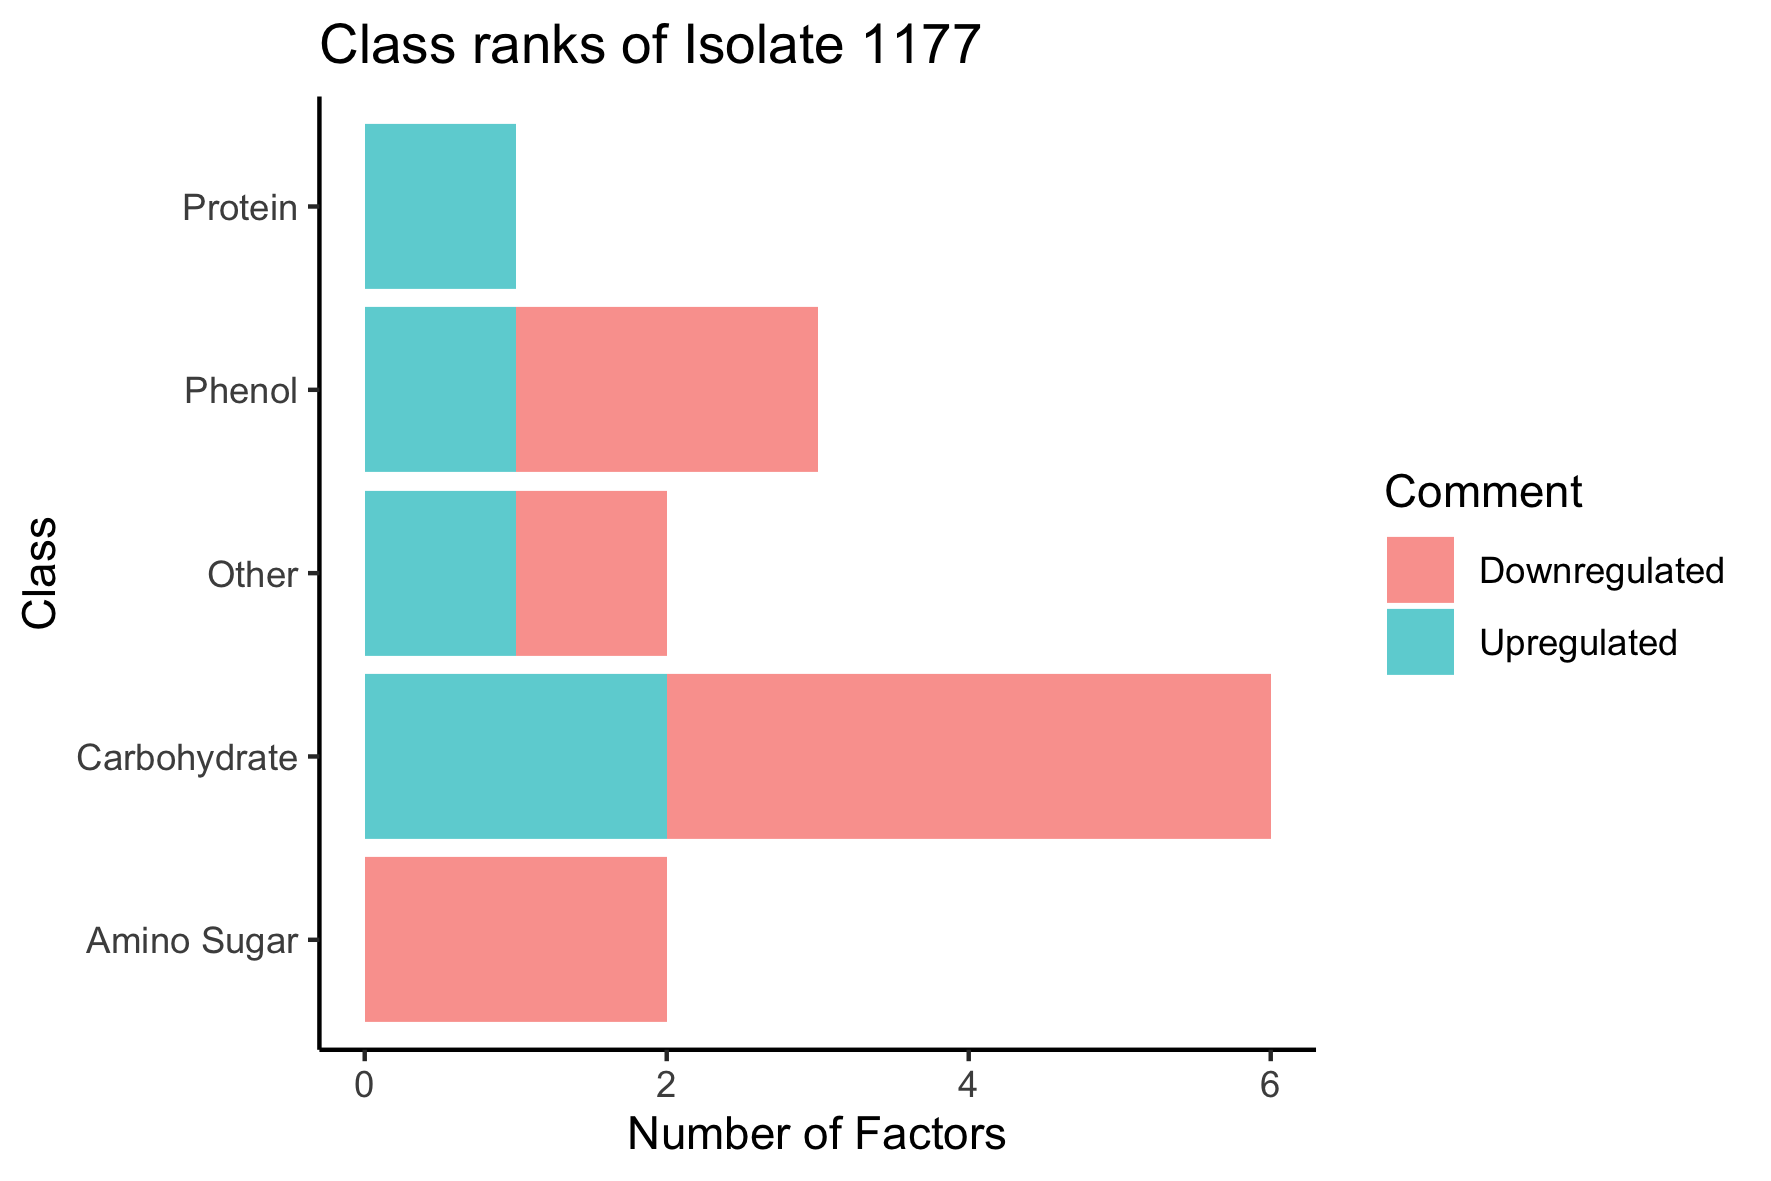 Class ranks of Isolate 1177
Class
Protein
Phenol
Other
Carbohydrate
Amino Sugar
0 2 4 6
Number of Factors
Comment
Downregulated
Upregulated